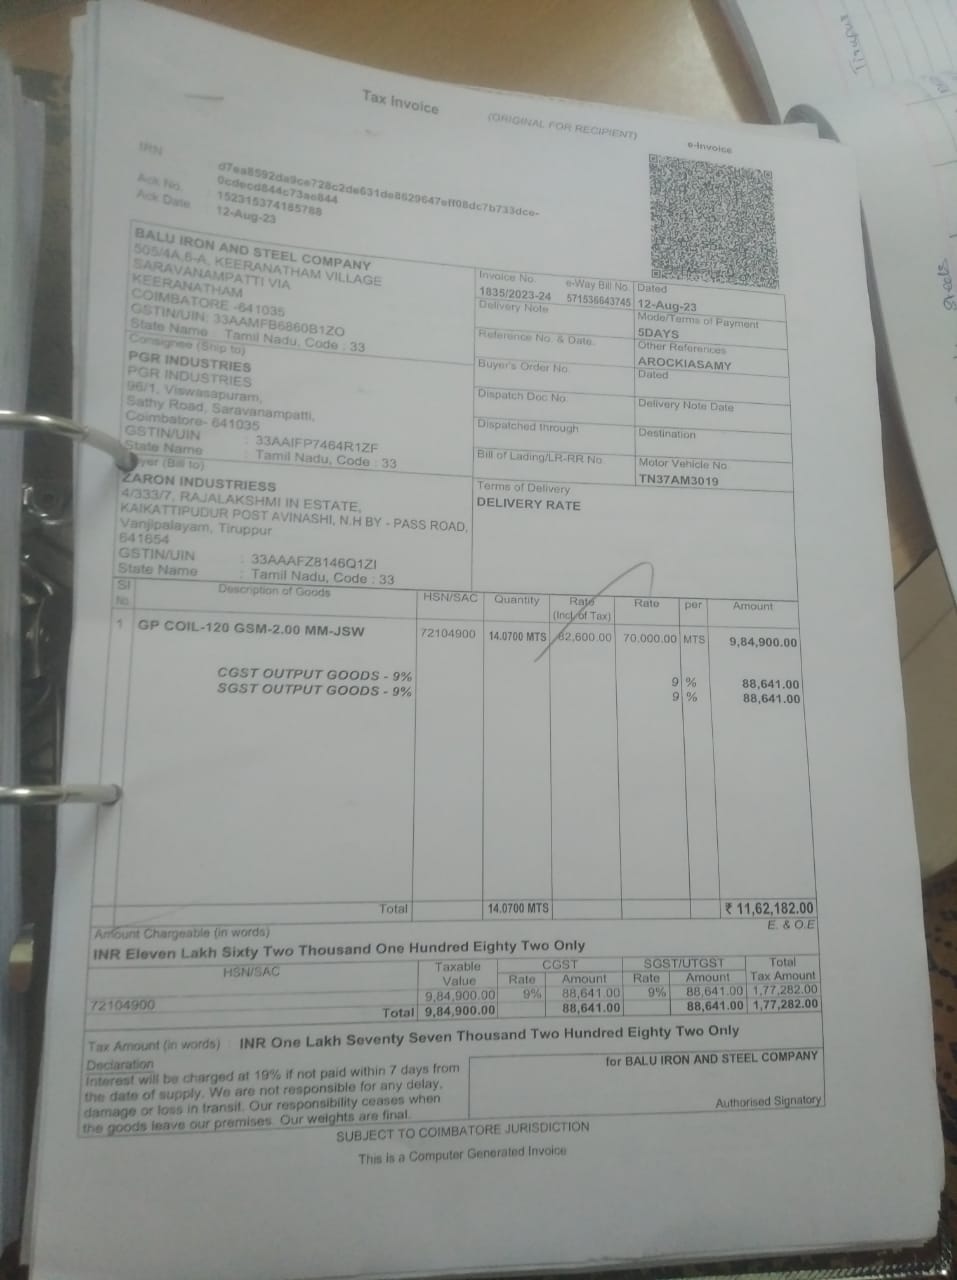 Tax Invoice
(ORIGINAL FOR RECIPIENT)
e-Invoice
IRN
d7ea8592da9ce728c2de631de8629647eff08dc7b733dce-
0cdecd844c73ae844
Ack No. : 152315374185788
Ack Date : 12-Aug-23
BALU IRON AND STEEL COMPANY
505/4A,6-A, KEERANATHAM VILLAGE
SARAVANAMPATTI VIA
KEERANATHAM
COIMBATORE -641035
GSTIN/UIN: 33AAMFB6860B1ZO
State Name : Tamil Nadu, Code : 33
Invoice No. e-Way Bill No. Dated
1835/2023-24 571536643745 12-Aug-23
Delivery Note Mode/Terms of Payment
5DAYS
Reference No. & Date. Other References
AROCKIASAMY
Consignee (Ship to)
PGR INDUSTRIES
PGR INDUSTRIES
96/1, Viswasapuram,
Sathy Road, Saravanampatti,
Coimbatore- 641035
GSTIN/UIN : 33AAIFP7464R1ZF
State Name : Tamil Nadu, Code : 33
Buyer's Order No. Dated
Dispatch Doc No. Delivery Note Date
Dispatched through Destination
Bill of Lading/LR-RR No. Motor Vehicle No.
TN37AM3019
Terms of Delivery
DELIVERY RATE
yer (Bill to)
ZARON INDUSTRIESS
4/333/7, RAJALAKSHMI IN ESTATE,
KAIKATTIPUDUR POST AVINASHI, N.H BY - PASS ROAD,
Vanjipalayam, Tiruppur
641654
GSTIN/UIN : 33AAAFZ8146Q1ZI
State Name : Tamil Nadu, Code : 33
Sl No. Description of Goods HSN/SAC Quantity Rate (Incl. of Tax) Rate per Amount
1 GP COIL-120 GSM-2.00 MM-JSW 72104900 14.0700 MTS 82,600.00 70,000.00 MTS 9,84,900.00
CGST OUTPUT GOODS - 9% 9 % 88,641.00
SGST OUTPUT GOODS - 9% 9 % 88,641.00
Total 14.0700 MTS ₹ 11,62,182.00
Amount Chargeable (in words) E. & O.E
INR Eleven Lakh Sixty Two Thousand One Hundred Eighty Two Only
HSN/SAC Taxable Value CGST SGST/UTGST Total Tax Amount
Rate Amount Rate Amount
72104900 9,84,900.00 9% 88,641.00 9% 88,641.00 1,77,282.00
Total 9,84,900.00 88,641.00 88,641.00 1,77,282.00
Tax Amount (in words) : INR One Lakh Seventy Seven Thousand Two Hundred Eighty Two Only
Declaration
Interest will be charged at 19% if not paid within 7 days from
the date of supply. We are not responsible for any delay,
damage or loss in transit. Our responsibility ceases when
the goods leave our premises. Our weights are final.
for BALU IRON AND STEEL COMPANY
Authorised Signatory
SUBJECT TO COIMBATORE JURISDICTION
This is a Computer Generated Invoice